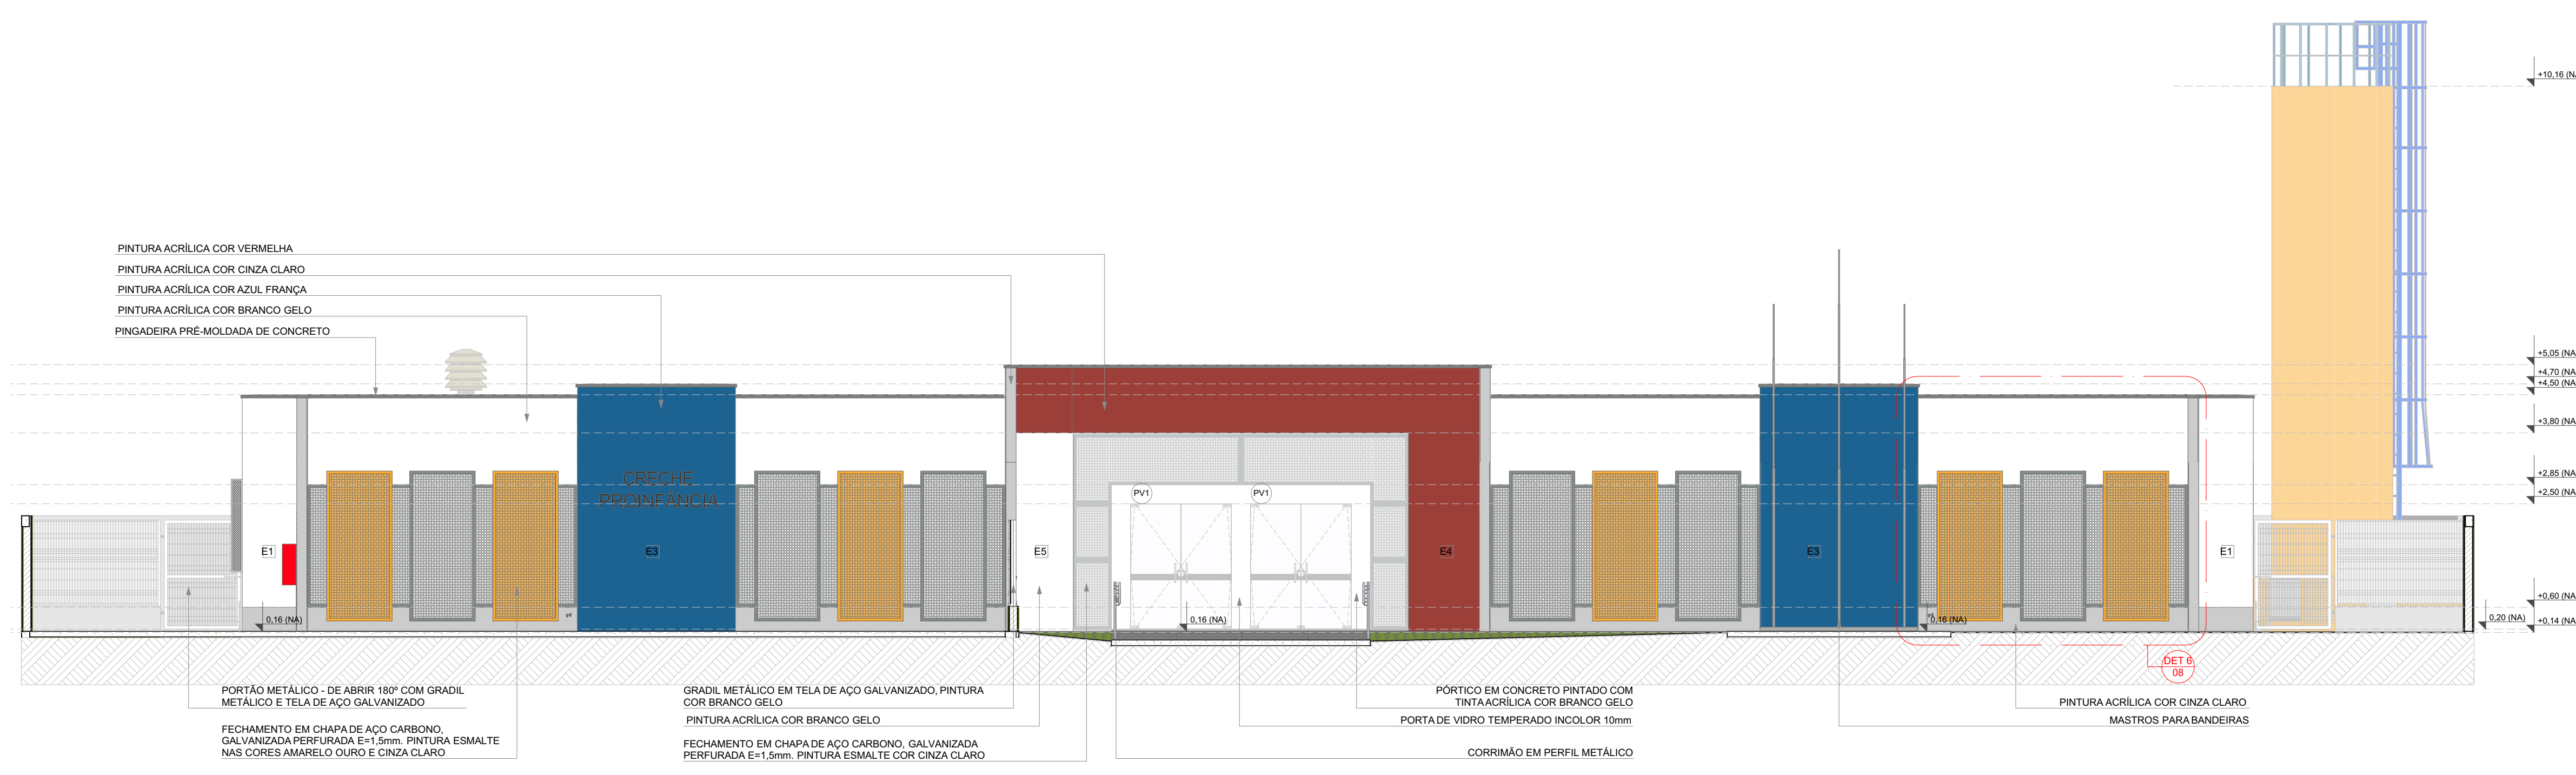 +10,16 (NA
PINTURA ACRÍLICA COR VERMELHA
PINTURA ACRÍLICA COR CINZA CLARO
PINTURA ACRÍLICA COR AZUL FRANÇA
PINTURA ACRÍLICA COR BRANCO GELO
PINGADEIRA PRÉ-MOLDADA DE CONCRETO
+5,05 (NA
+4,70 (NA
+4,50 (NA
+3,80 (NA
+2,85 (NA
+2,50 (NA
CRECHE
PROINFÂNCIA
PV1
PV1
E1
E3
E5
E4
E3
E1
+0,60 (NA
0,16 (NA)
0,16 (NA)
0,16 (NA)
0,20 (NA)
+0,14 (NA
DET 6
08
PORTÃO METÁLICO - DE ABRIR 180º COM GRADIL
METÁLICO E TELA DE AÇO GALVANIZADO
FECHAMENTO EM CHAPA DE AÇO CARBONO,
GALVANIZADA PERFURADA E=1,5mm. PINTURA ESMALTE
NAS CORES AMARELO OURO E CINZA CLARO
GRADIL METÁLICO EM TELA DE AÇO GALVANIZADO, PINTURA
COR BRANCO GELO
PINTURA ACRÍLICA COR BRANCO GELO
FECHAMENTO EM CHAPA DE AÇO CARBONO, GALVANIZADA
PERFURADA E=1,5mm. PINTURA ESMALTE COR CINZA CLARO
PÓRTICO EM CONCRETO PINTADO COM
TINTA ACRÍLICA COR BRANCO GELO
PORTA DE VIDRO TEMPERADO INCOLOR 10mm
CORRIMÃO EM PERFIL METÁLICO
PINTURA ACRÍLICA COR CINZA CLARO
MASTROS PARA BANDEIRAS